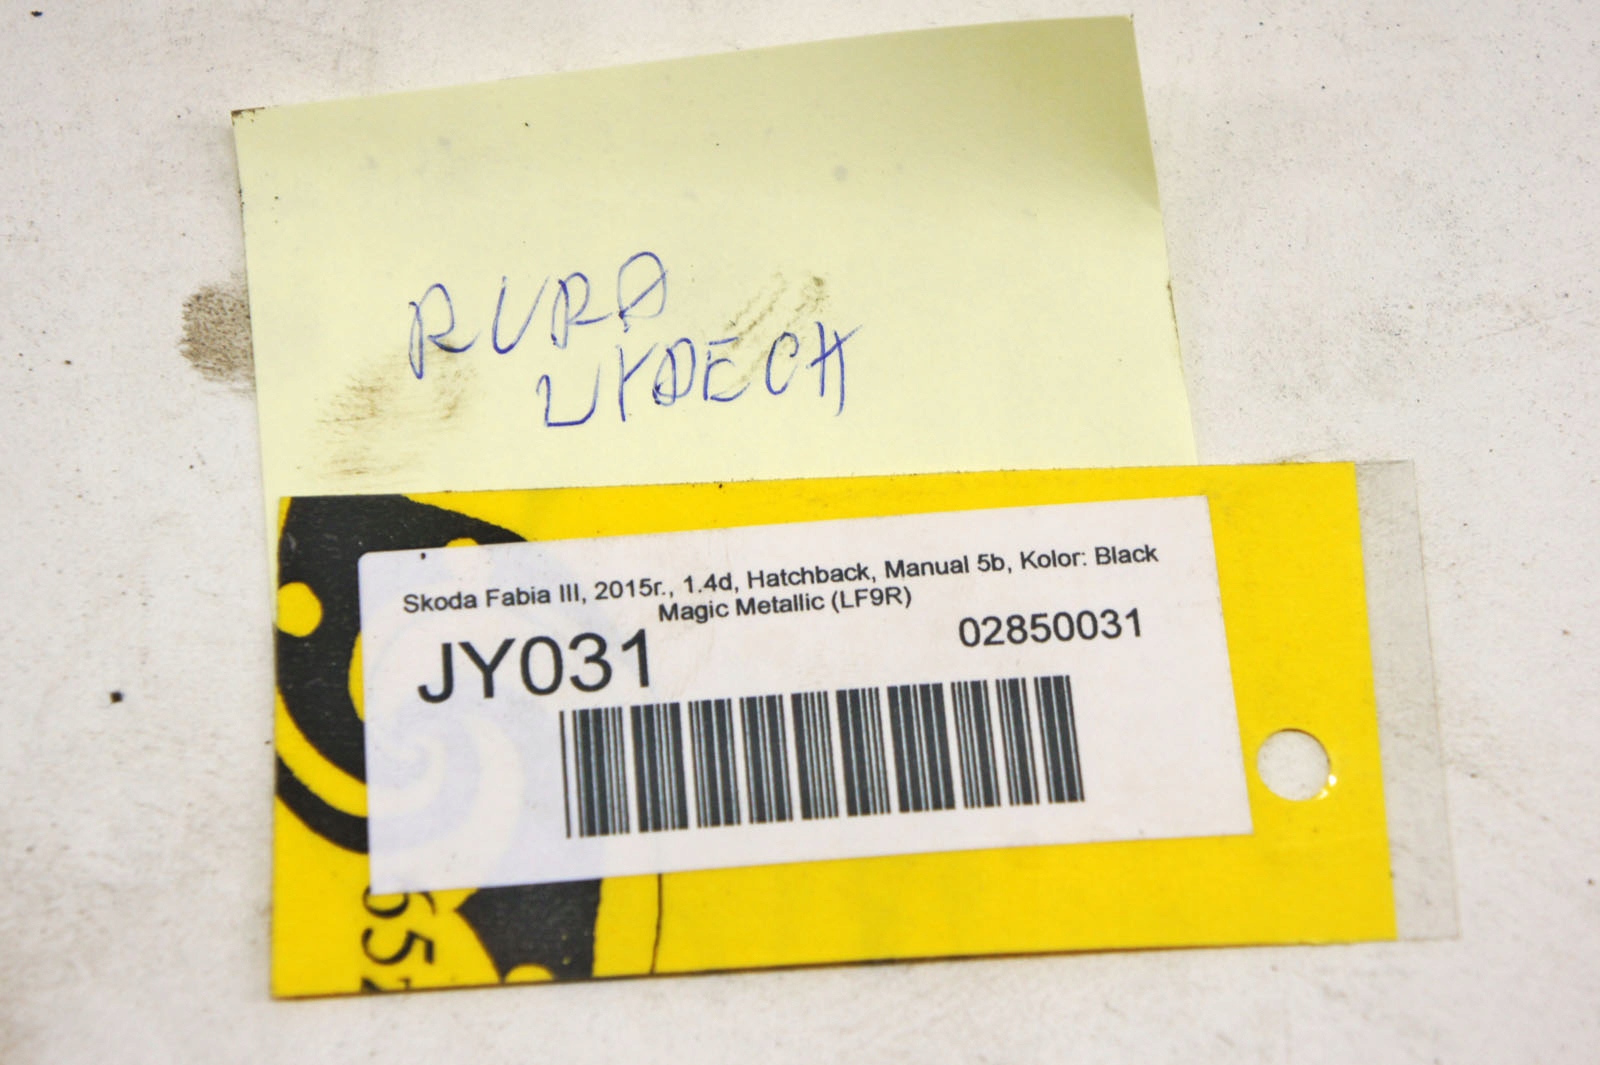 RURA
WYDECH
Skoda Fabia III, 2015r., 1.4d, Hatchback, Manual 5b, Kolor: Black
Magic Metallic (LF9R)
JY031
02850031